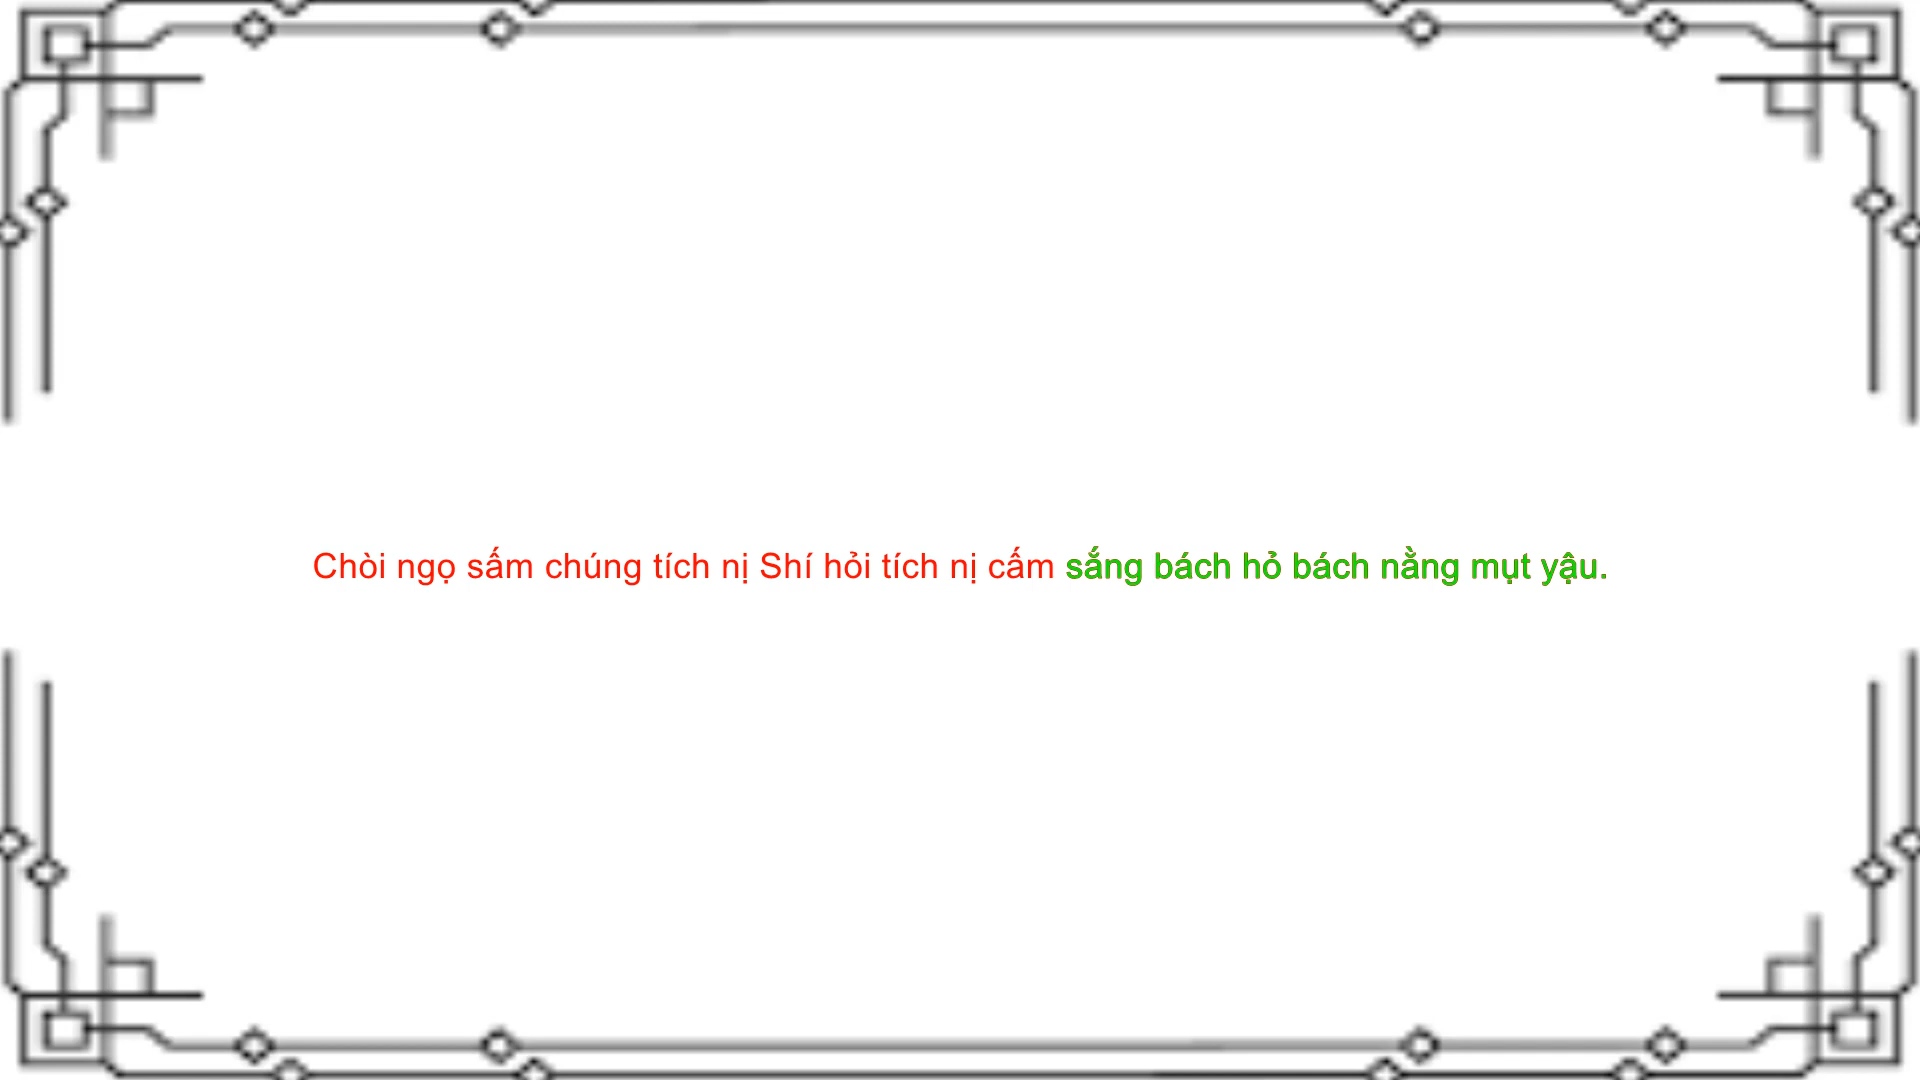 Chòi ngọ sấm chúng tích nị Shí hỏi tích nị cấm sắng bách hỏ bách nằng mụt yậu.